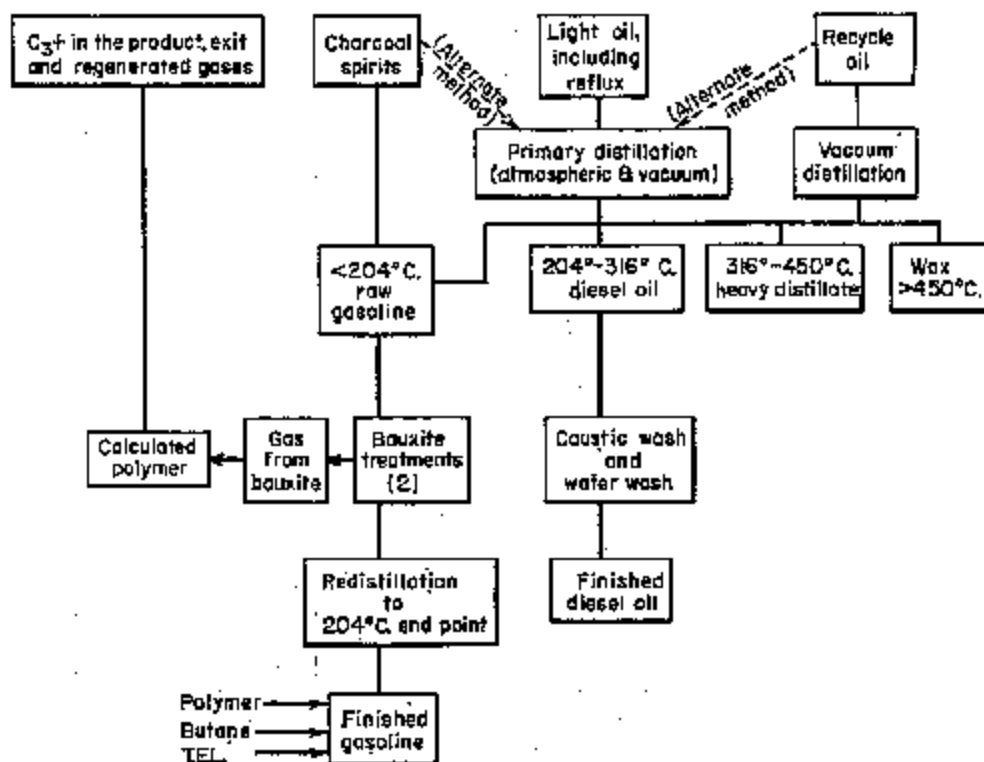 C3+ in the product, exit
and regenerated gases
Charcoal
spirits
(Alternate
method)
Light oil,
including
reflux
(Alternate
method)
Recycle
oil
Primary distillation
(atmospheric & vacuum)
Vacuum
distillation
<204°C.
raw
gasoline
204°-316° C.
diesel oil
316°-450°C.
heavy distillate
Wax
>450°C.
Calculated
polymer
Gas
from
bauxite
Bauxite
treatments
(2)
Caustic wash
and
water wash
Redistillation
to
204°C. end point
Finished
diesel oil
Polymer
Butane
TEL.
Finished
gasoline